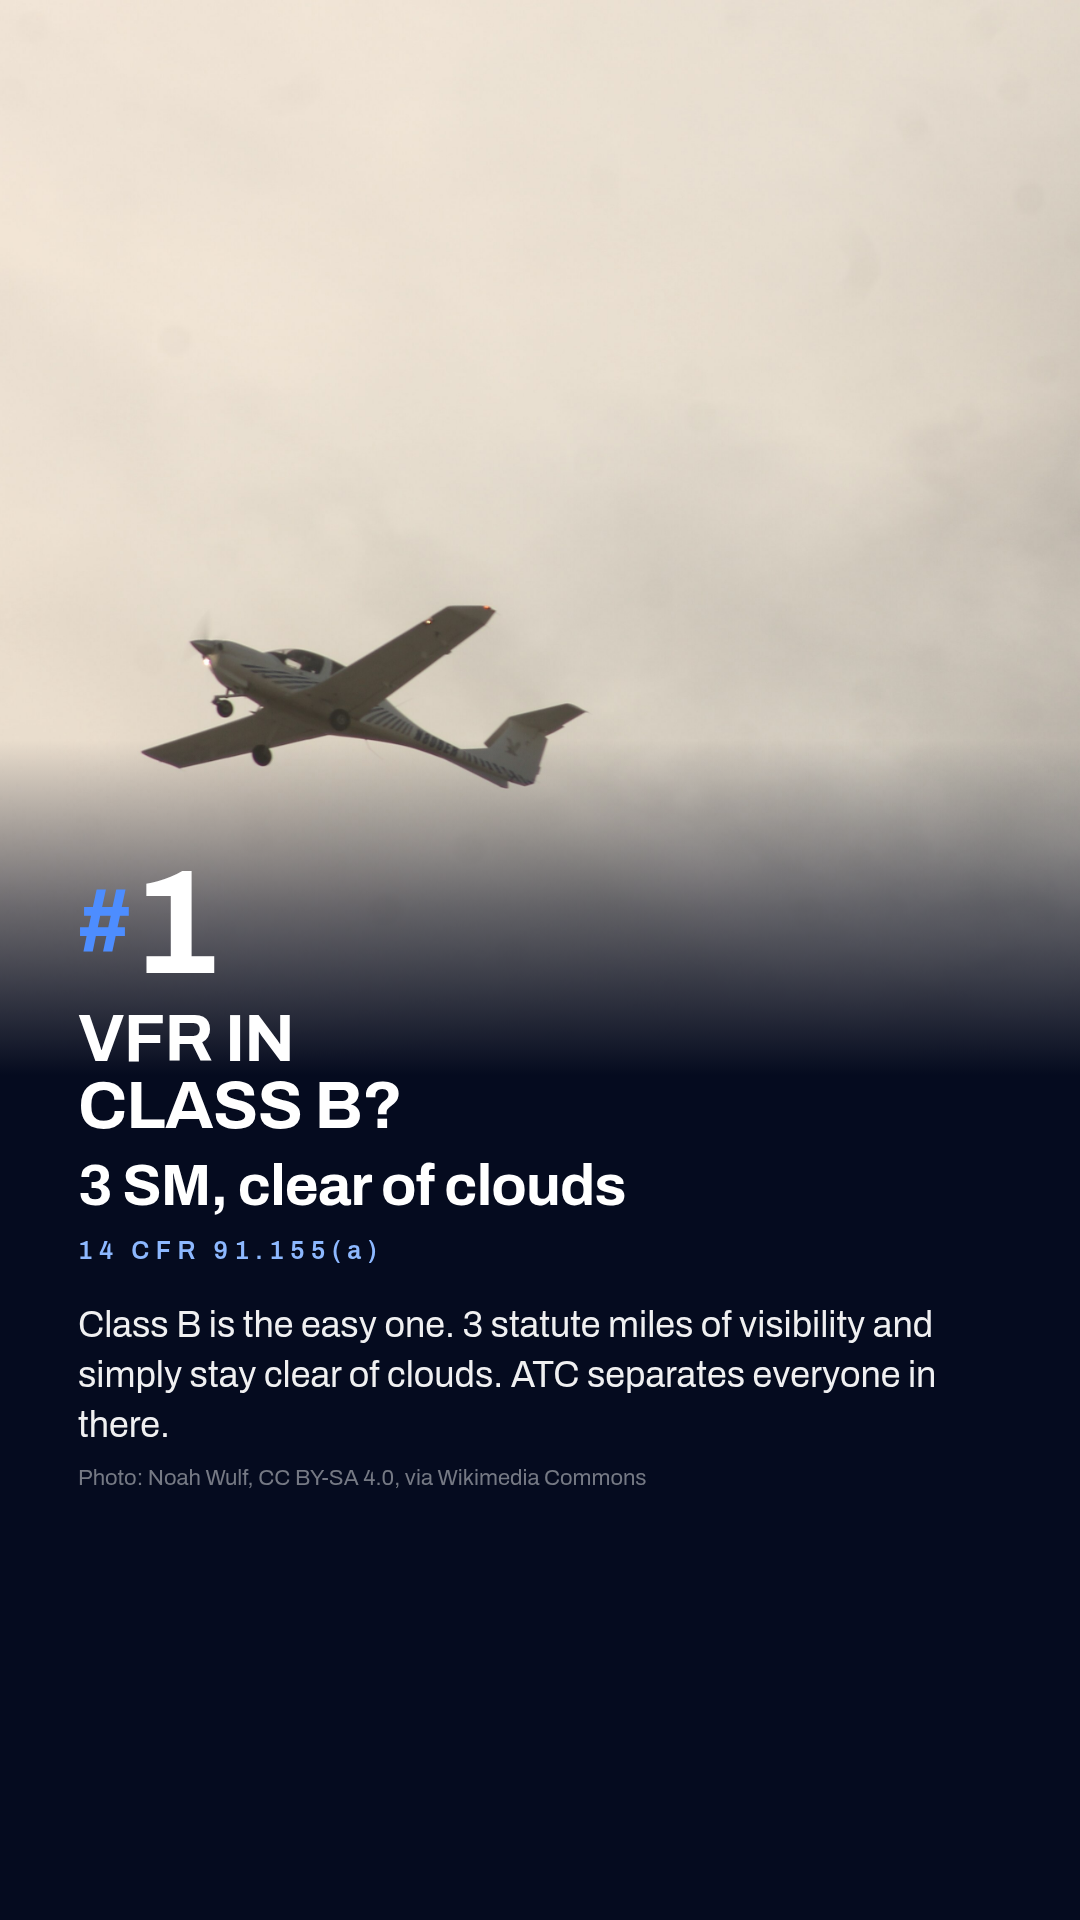 #1
VFR IN
CLASS B?
3 SM, clear of clouds
14 CFR 91.155(a)
Class B is the easy one. 3 statute miles of visibility and
simply stay clear of clouds. ATC separates everyone in
there.
Photo: Noah Wulf, CC BY-SA 4.0, via Wikimedia Commons